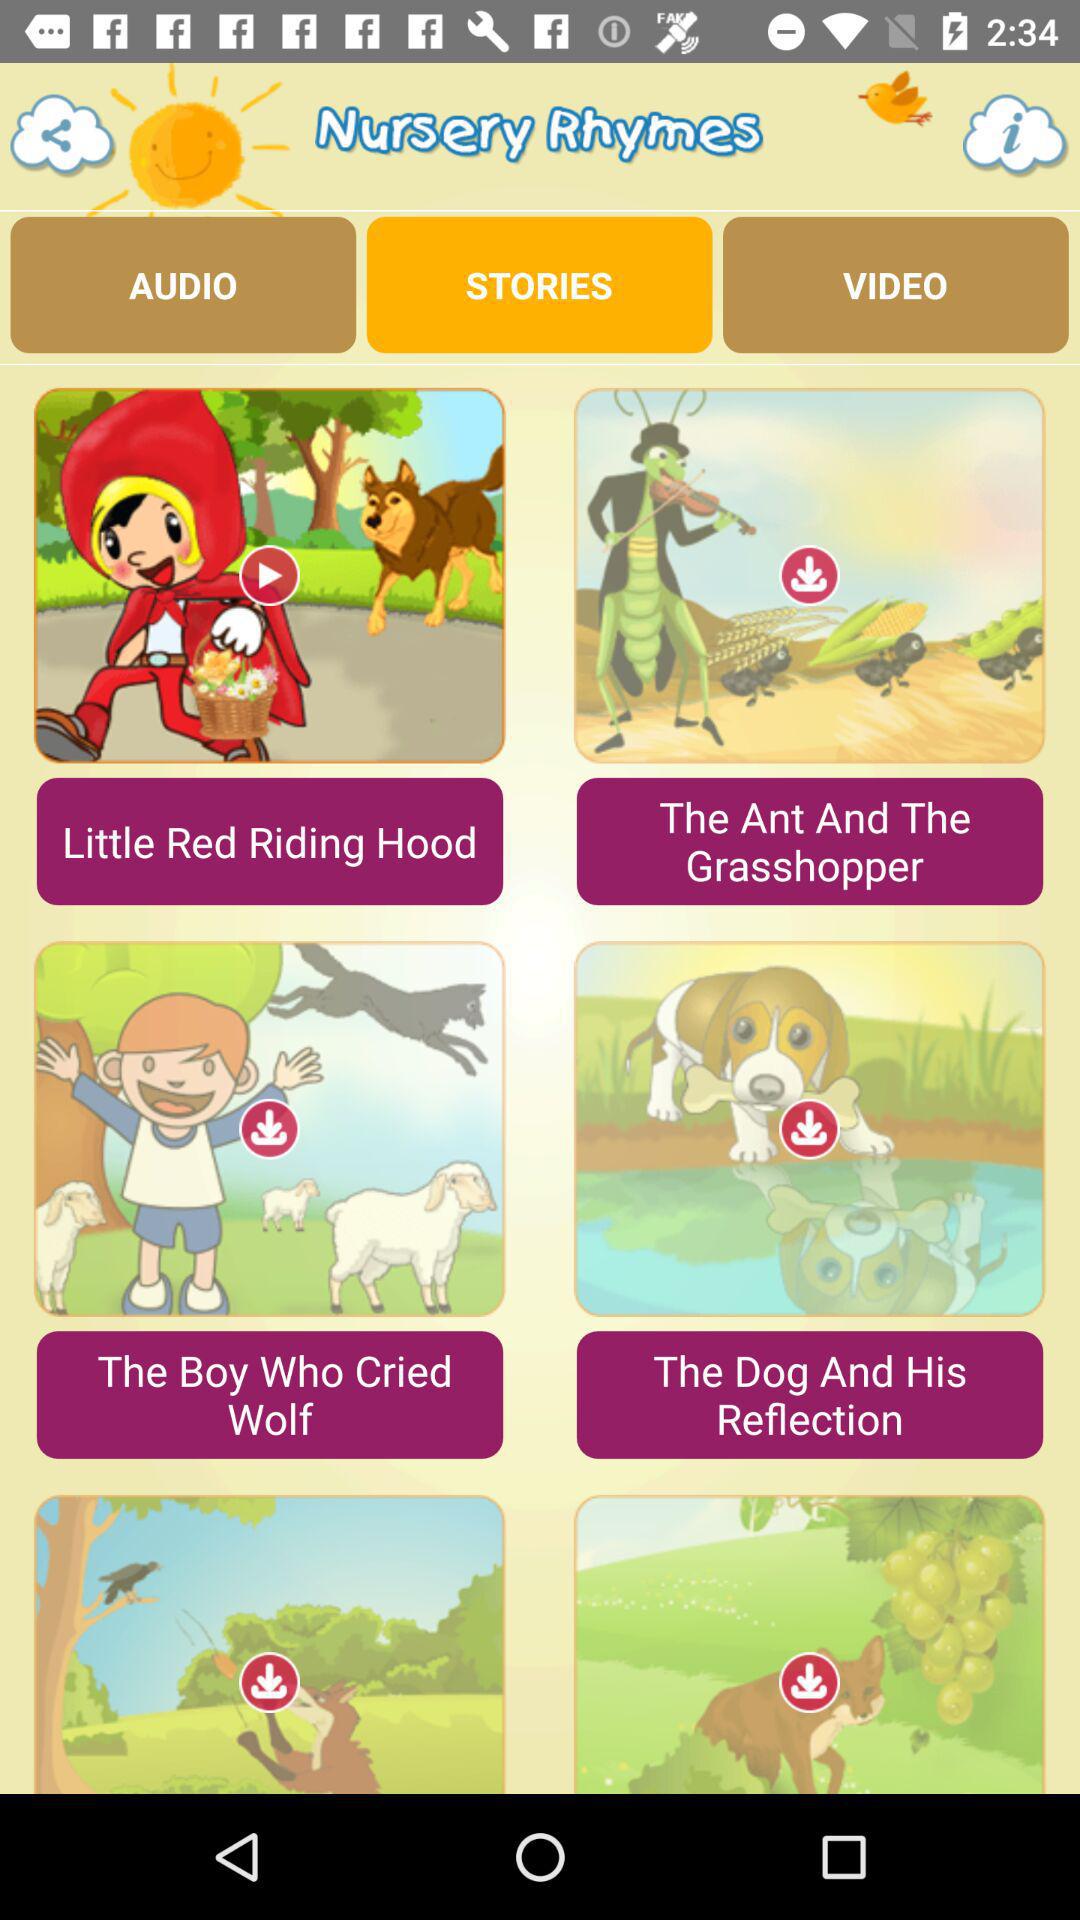 FAKE
2:34
Nursery Rhymes
i
AUDIO
STORIES
VIDEO
Little Red Riding Hood
The Ant And The
Grasshopper
The Boy Who Cried
Wolf
The Dog And His
Reflection